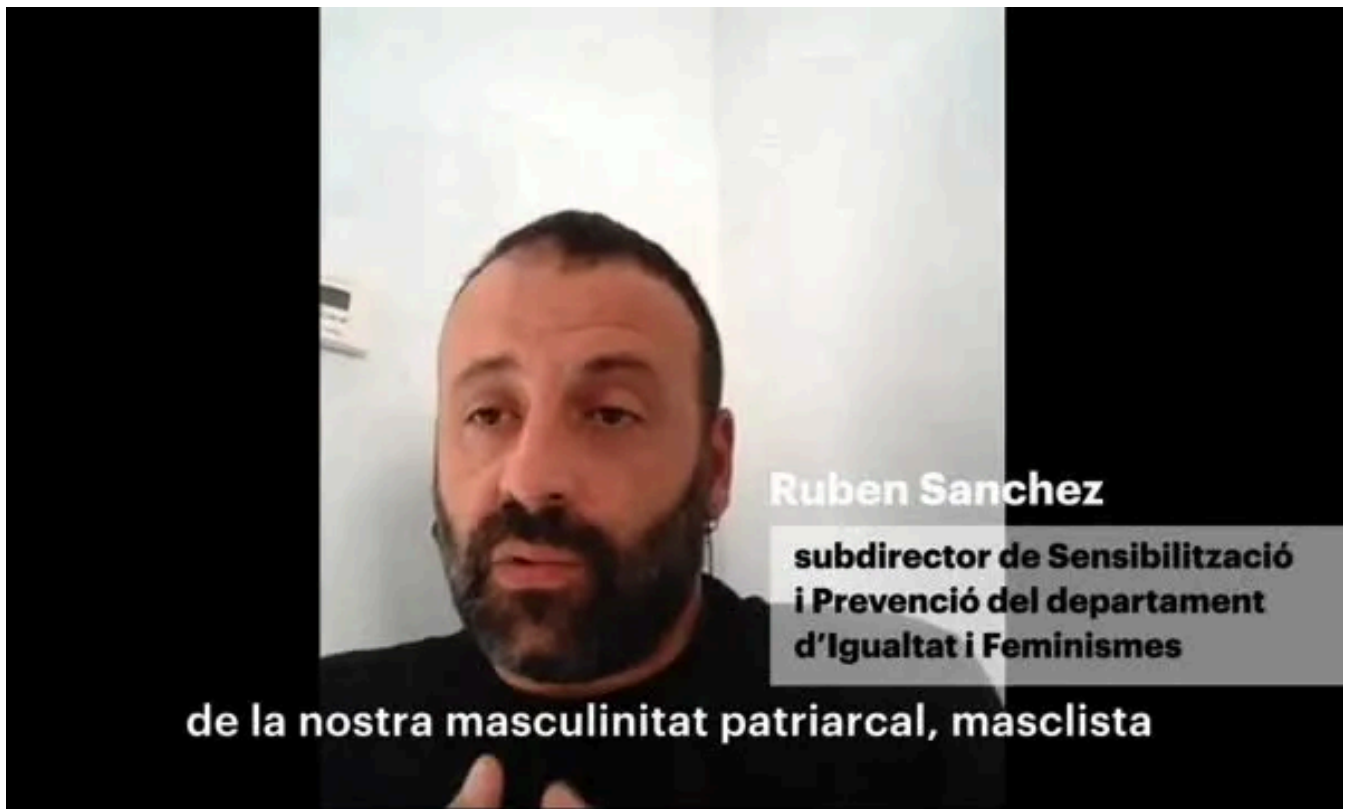 Ruben Sanchez
subdirector de Sensibilització
i Prevenció del departament
d'Igualtat i Feminismes
de la nostra masculinitat patriarcal, masclista